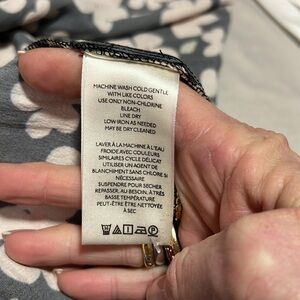 MACHINE WASH COLD GENTLE
WITH LIKE COLORS
USE ONLY NON-CHLORINE
BLEACH
LINE DRY
LOW IRON AS NEEDED
MAY BE DRY CLEANED
LAVER À LA MACHINE À L'EAU
FROIDE AVEC COULEURS
SIMILAIRES CYCLE DÉLICAT
UTILISER UN AGENT DE
BLANCHIMENT SANS CHLORE SI
NÉCESSAIRE
SUSPENDRE POUR SÉCHER
REPASSER, AU BESOIN, À TRÈS
BASSE TEMPÉRATURE
PEUT-ÊTRE ÊTRE NETTOYÉE
À SEC